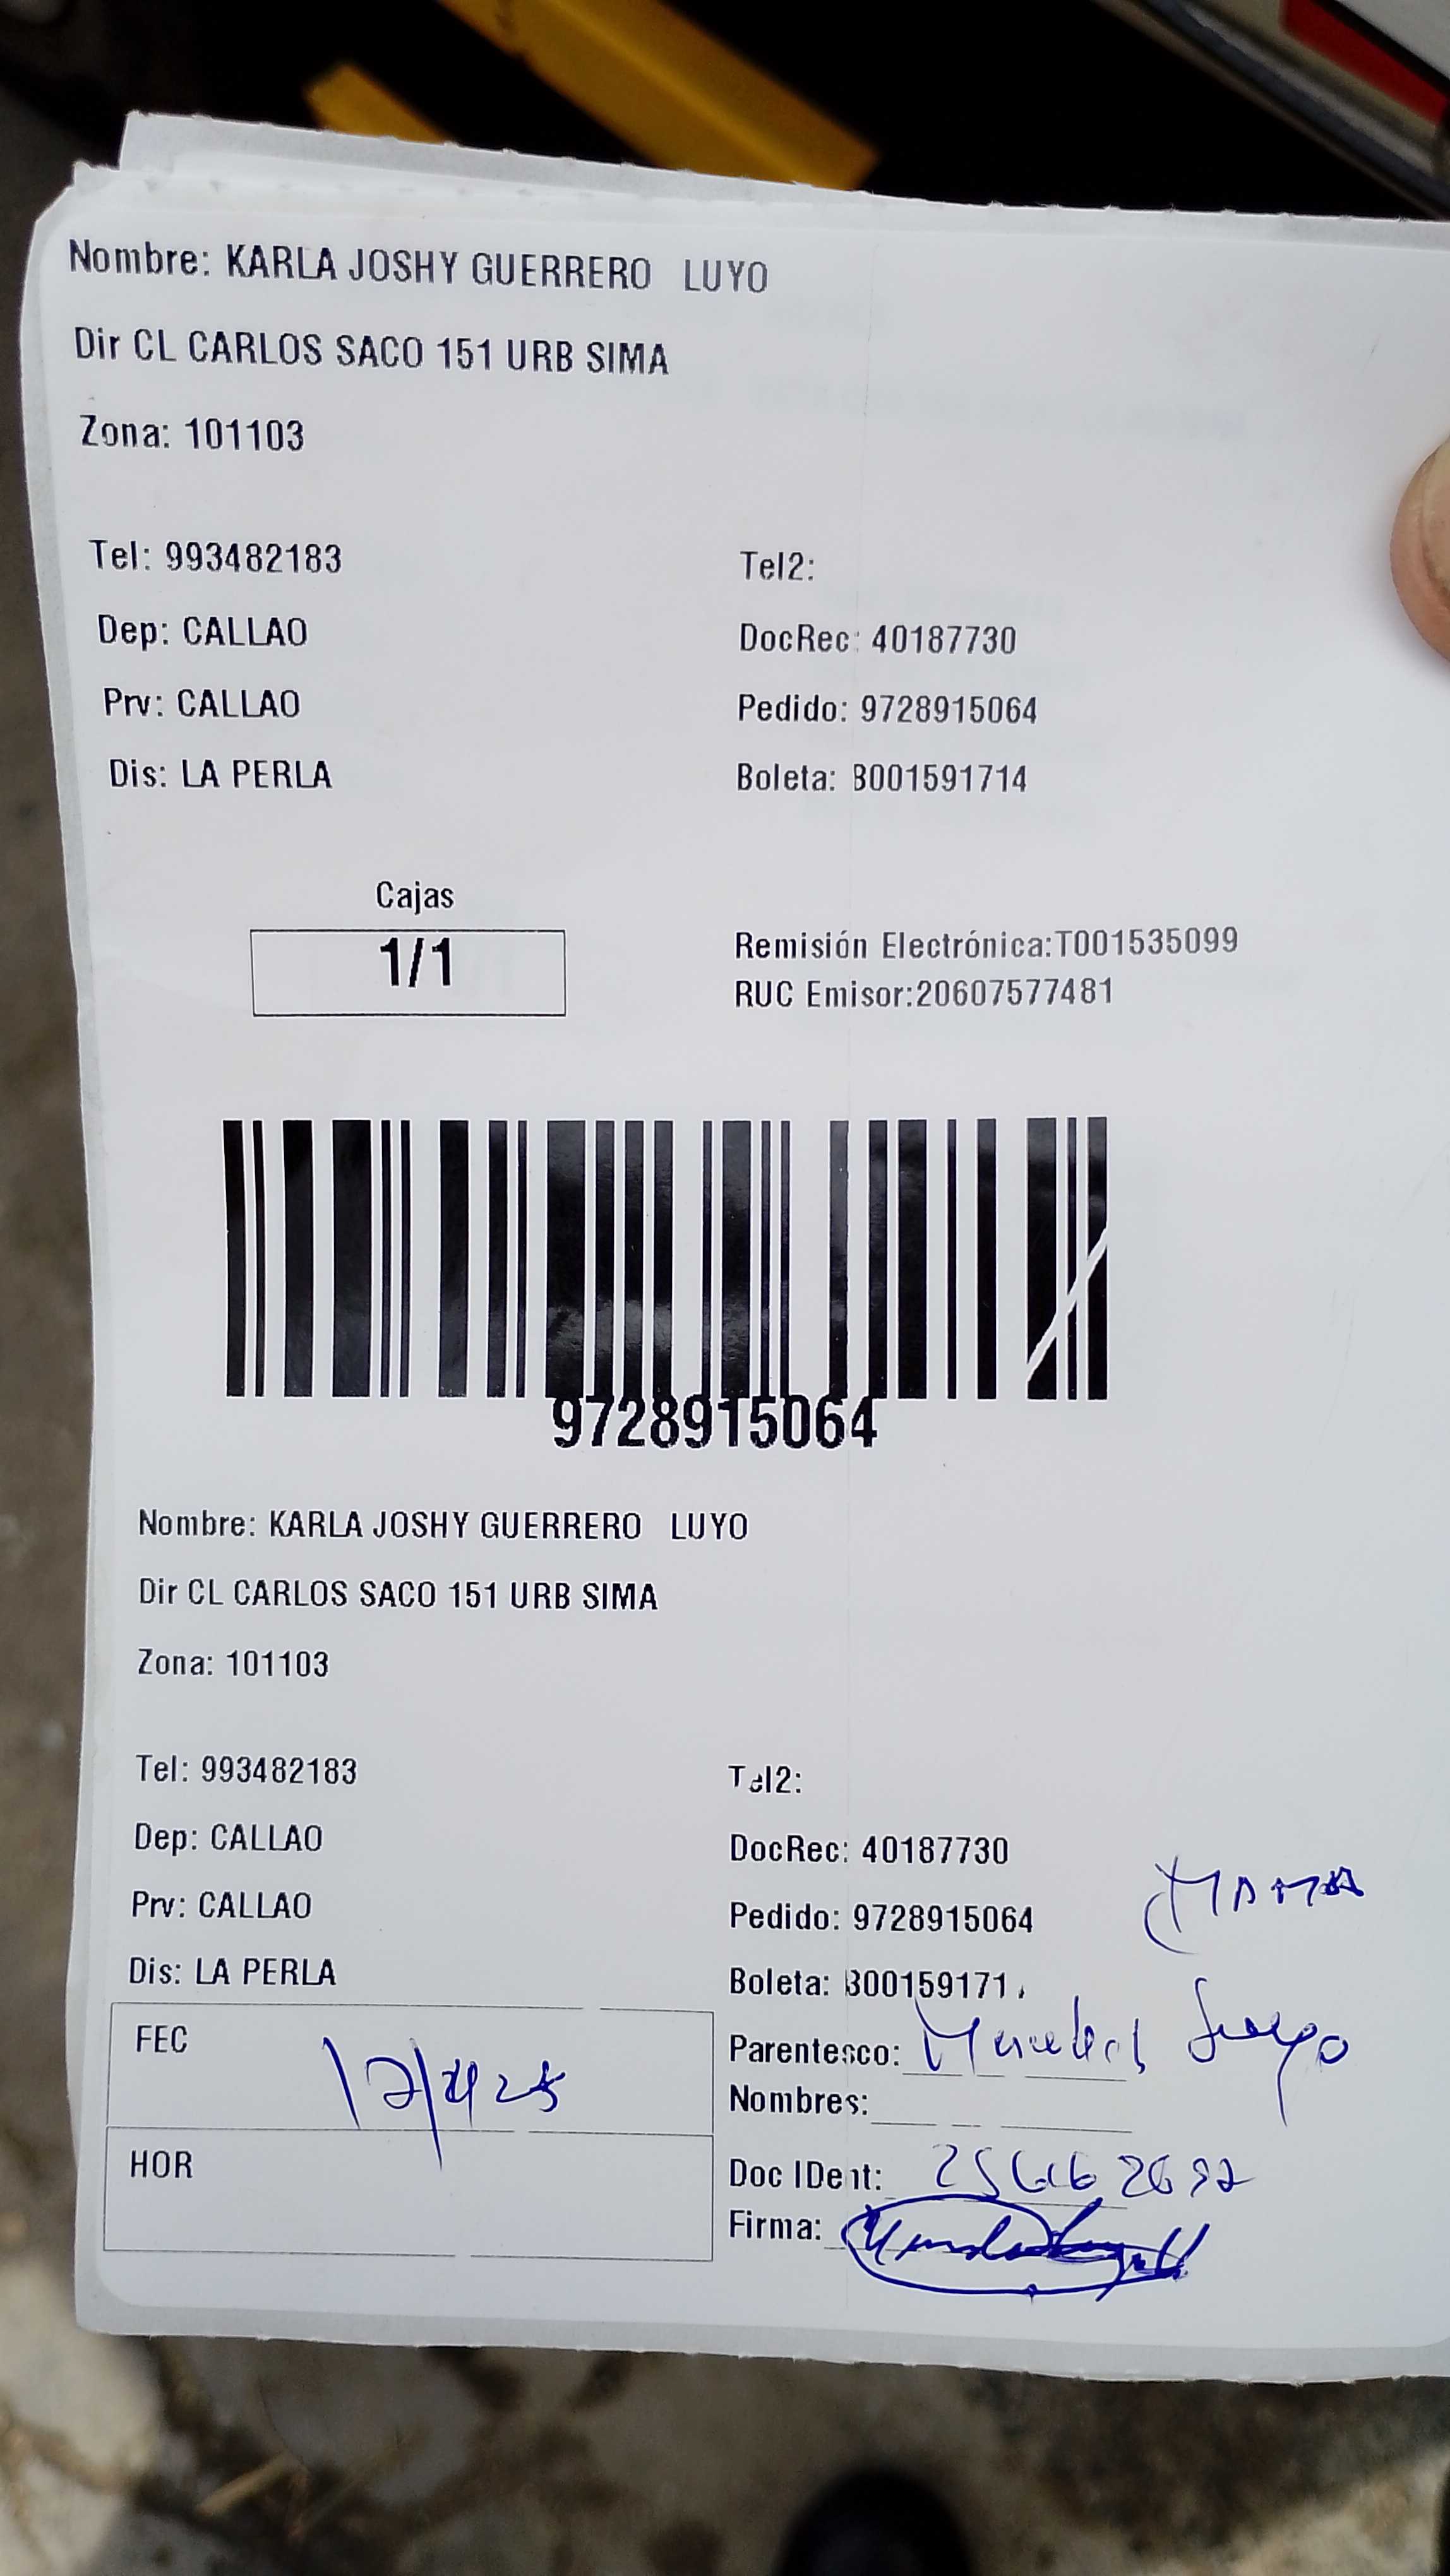 Nombre: KARLA JOSHY GUERRERO LUYO
Dir CL CARLOS SACO 151 URB SIMA
Zona: 101103
Tel: 993482183 Tel2:
Dep: CALLAO DocRec: 40187730
Prv: CALLAO Pedido: 9728915064
Dis: LA PERLA Boleta: B001591714
Cajas
1/1
Remisión Electrónica:T001535099
RUC Emisor:20607577481
9728915064
Nombre: KARLA JOSHY GUERRERO LUYO
Dir CL CARLOS SACO 151 URB SIMA
Zona: 101103
Tel: 993482183 Tel2:
Dep: CALLAO DocRec: 40187730
MAMA
Prv: CALLAO Pedido: 9728915064
Dis: LA PERLA Boleta: B00159171
FEC
Parentesco: Mercedes
Nombres:
HOR
Doc IDent:
Firma: